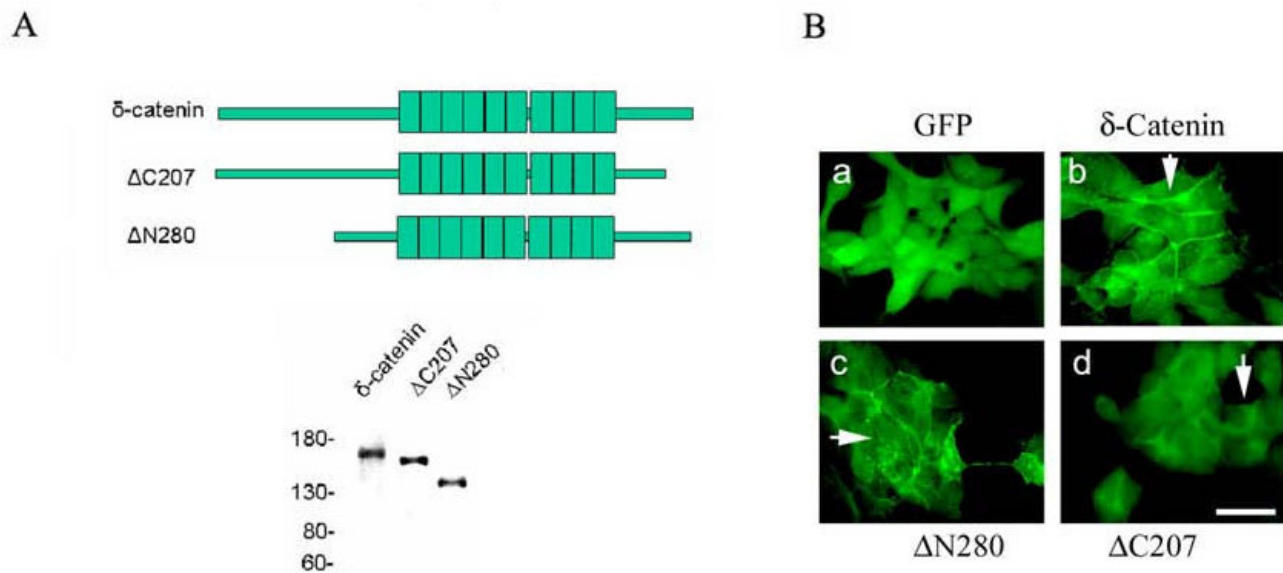 A
δ-catenin
ΔC207
ΔN280
δ-catenin
ΔC207
ΔN280
180-
130-
80-
60-
B
GFP
δ-Catenin
a
b
c
d
ΔN280
ΔC207